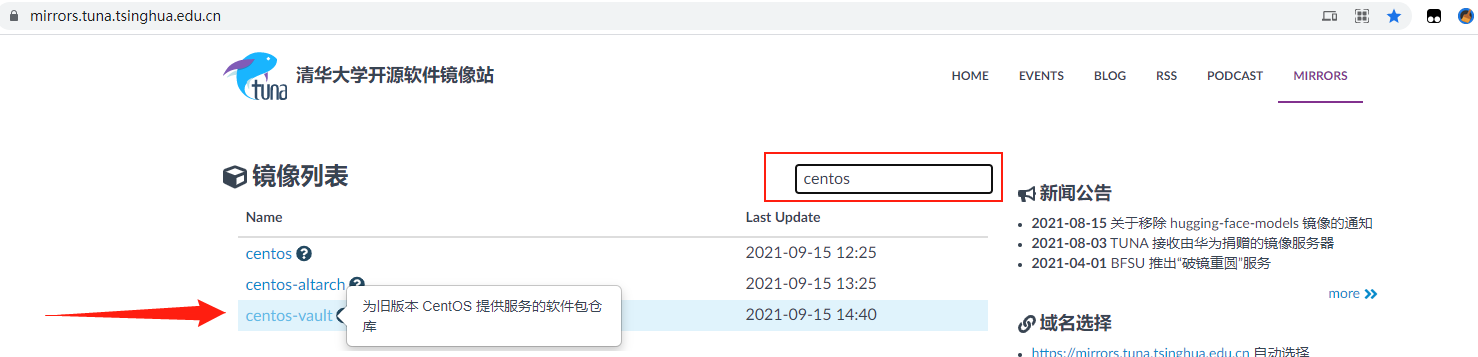 mirrors.tuna.tsinghua.edu.cn
tuna
清华大学开源软件镜像站
HOME EVENTS BLOG RSS PODCAST MIRRORS
镜像列表
centos
Name Last Update
centos ? 2021-09-15 12:25
centos-altarch ? 2021-09-15 13:25
centos-vault 2021-09-15 14:40
为旧版本 CentOS 提供服务的软件包仓
库
新闻公告
2021-08-15 关于移除 hugging-face-models 镜像的通知
2021-08-03 TUNA 接收由华为捐赠的镜像服务器
2021-04-01 BFSU 推出“破镜重圆”服务
more
域名选择
https://mirrors.tuna.tsinghua.edu.cn 自动选择